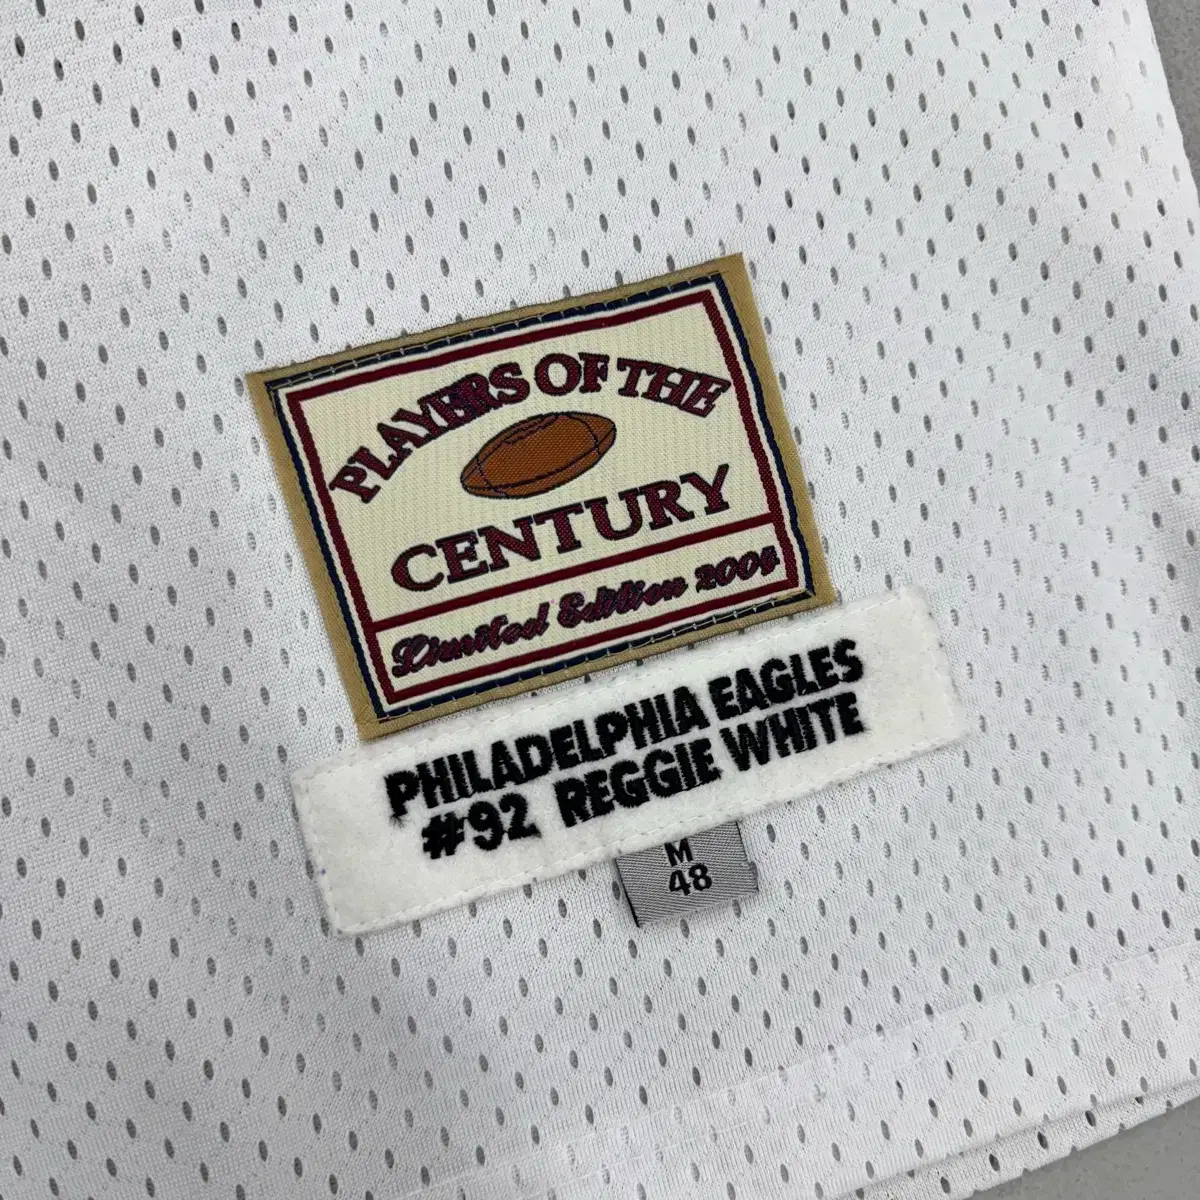 PLAYERS OF THE
CENTURY
Limited Edition 2004
PHILADELPHIA EAGLES
#92 REGGIE WHITE
M
48